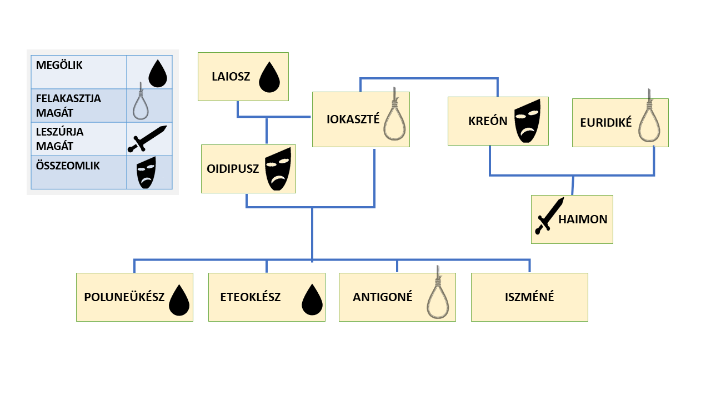 MEGÖLIK
FELAKASZTJA
MAGÁT
LESZÚRJA
MAGÁT
ÖSSZEOMLIK
LAIOSZ
IOKASZTÉ
KREÓN
EURIDIKÉ
OIDIPUSZ
HAIMON
POLUNEÜKÉSZ
ETEOKLÉSZ
ANTIGONÉ
ISZMÉNÉ